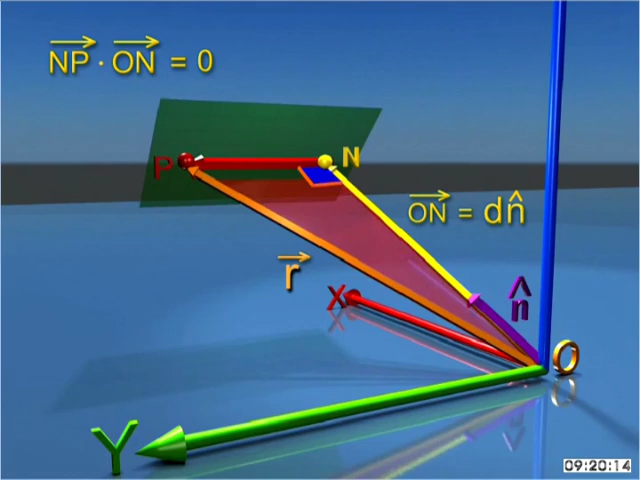 NP · ON = 0
P
N
ON = dn̂
r
X
n̂
O
Y
09:20:14